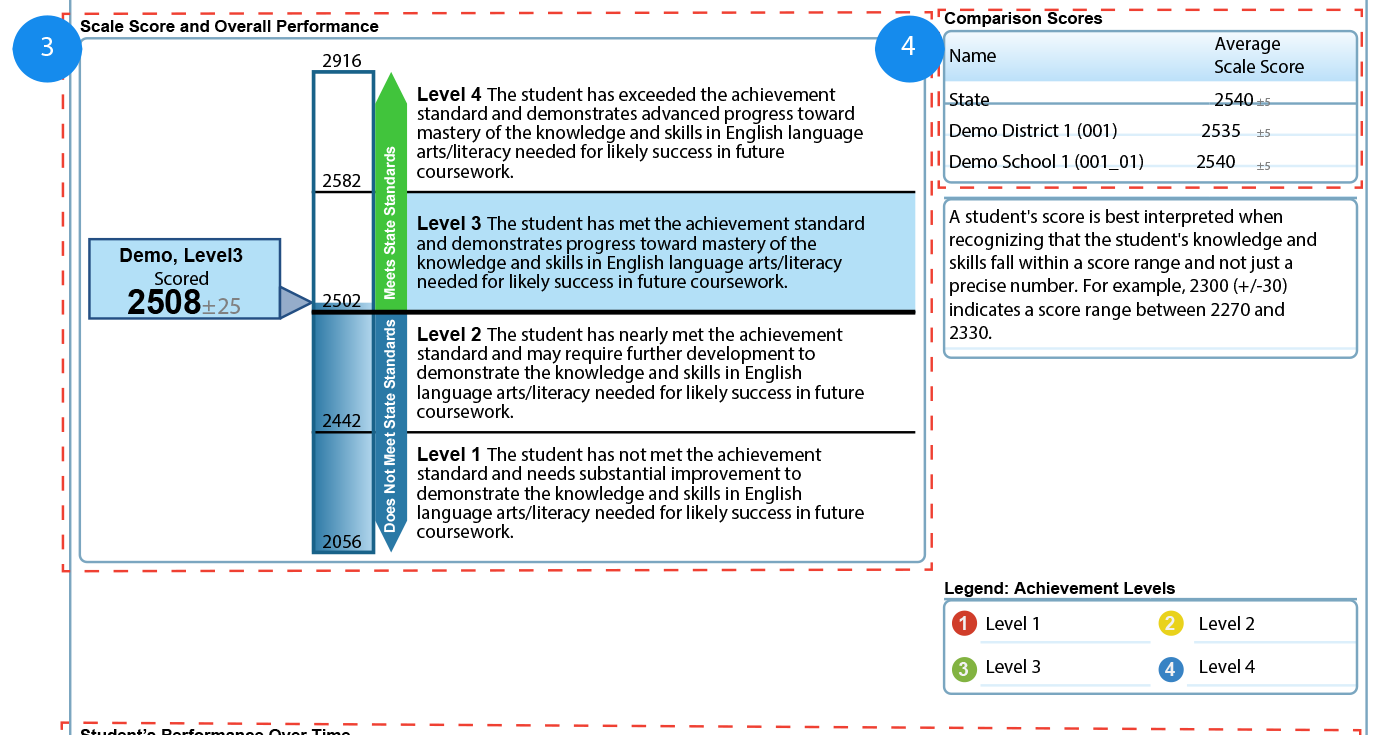 3
Scale Score and Overall Performance
2916
Level 4 The student has exceeded the achievement
standard and demonstrates advanced progress toward
mastery of the knowledge and skills in English language
arts/literacy needed for likely success in future
coursework.
2582
Meets State Standards
Level 3 The student has met the achievement standard
and demonstrates progress toward mastery of the
knowledge and skills in English language arts/literacy
needed for likely success in future coursework.
Demo, Level3
Scored
2508±25
2502
Level 2 The student has nearly met the achievement
standard and may require further development to
demonstrate the knowledge and skills in English
language arts/literacy needed for likely success in future
coursework.
2442
Does Not Meet State Standards
Level 1 The student has not met the achievement
standard and needs substantial improvement to
demonstrate the knowledge and skills in English
language arts/literacy needed for likely success in future
coursework.
2056
4
Comparison Scores
Name Average
Scale Score
State 2540 ±5
Demo District 1 (001) 2535 ±5
Demo School 1 (001_01) 2540 ±5
A student's score is best interpreted when
recognizing that the student's knowledge and
skills fall within a score range and not just a
precise number. For example, 2300 (+/-30)
indicates a score range between 2270 and
2330.
Legend: Achievement Levels
1 Level 1 2 Level 2
3 Level 3 4 Level 4
Student's Performance Over Time